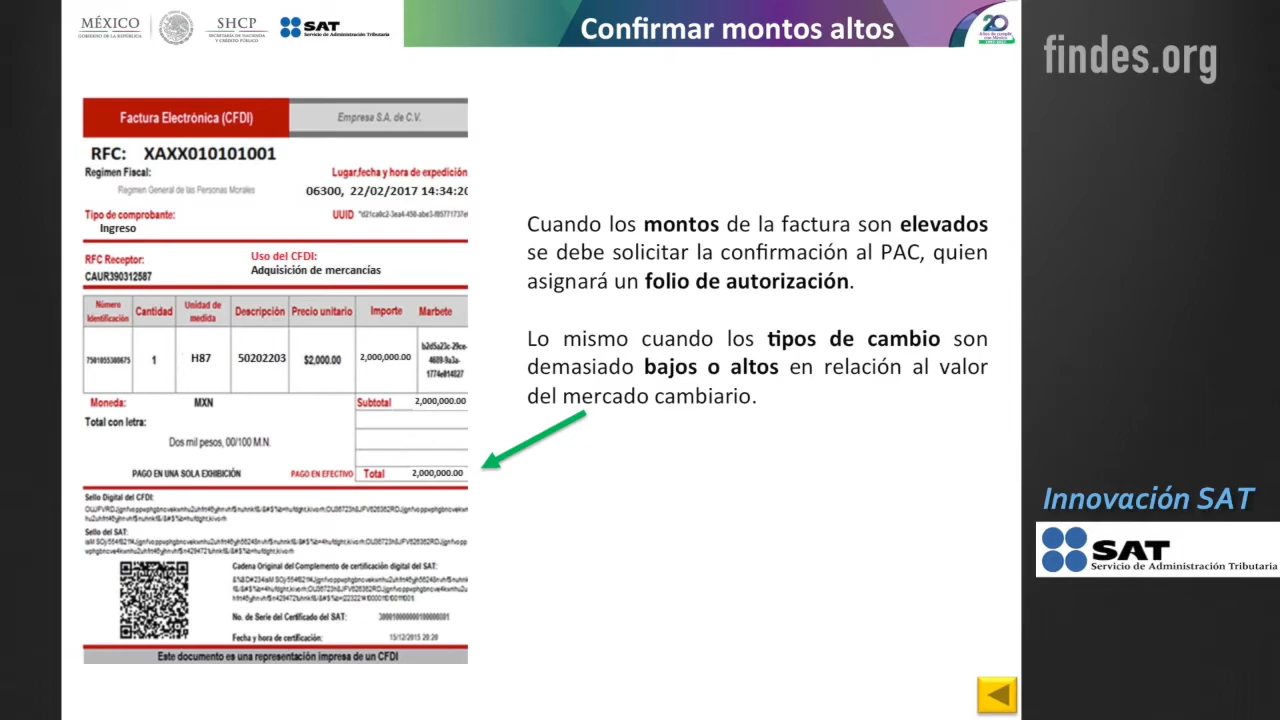 MÉXICO
GOBIERNO DE LA REPÚBLICA
SHCP
SECRETARÍA DE HACIENDA
Y CRÉDITO PÚBLICO
SAT
Servicio de Administración Tributaria
Confirmar montos altos
20
findes.org
Factura Electrónica (CFDI)
Empresa S.A. de C.V.
RFC: XAXX010101001
Regimen Fiscal:
Lugar,fecha y hora de expedición
Regimen General de las Personas Morales
06300, 22/02/2017 14:34:20
Tipo de comprobante:
UUID
Ingreso
RFC Receptor:
Uso del CFDI:
CAUR390312587
Adquisición de mercancías
Número Identificación
Cantidad
Unidad de medida
Descripción
Precio unitario
Importe
Marbete
7501055300675
1
H87
50202203
$2,000.00
2,000,000.00
Moneda:
MXN
Subtotal
2,000,000.00
Total con letra:
Dos mil pesos, 00/100 M.N.
PAGO EN UNA SOLA EXHIBICIÓN
PAGO EN EFECTIVO
Total
2,000,000.00
Sello Digital del CFDI:
Sello del SAT:
Cadena Original del Complemento de certificación digital del SAT:
No. de Serie del Certificado del SAT:
Fecha y hora de certificación:
15/12/2015 20:20
Este documento es una representación impresa de un CFDI
Cuando los montos de la factura son elevados
se debe solicitar la confirmación al PAC, quien
asignará un folio de autorización.
Lo mismo cuando los tipos de cambio son
demasiado bajos o altos en relación al valor
del mercado cambiario.
Innovación SAT
SAT
Servicio de Administración Tributaria